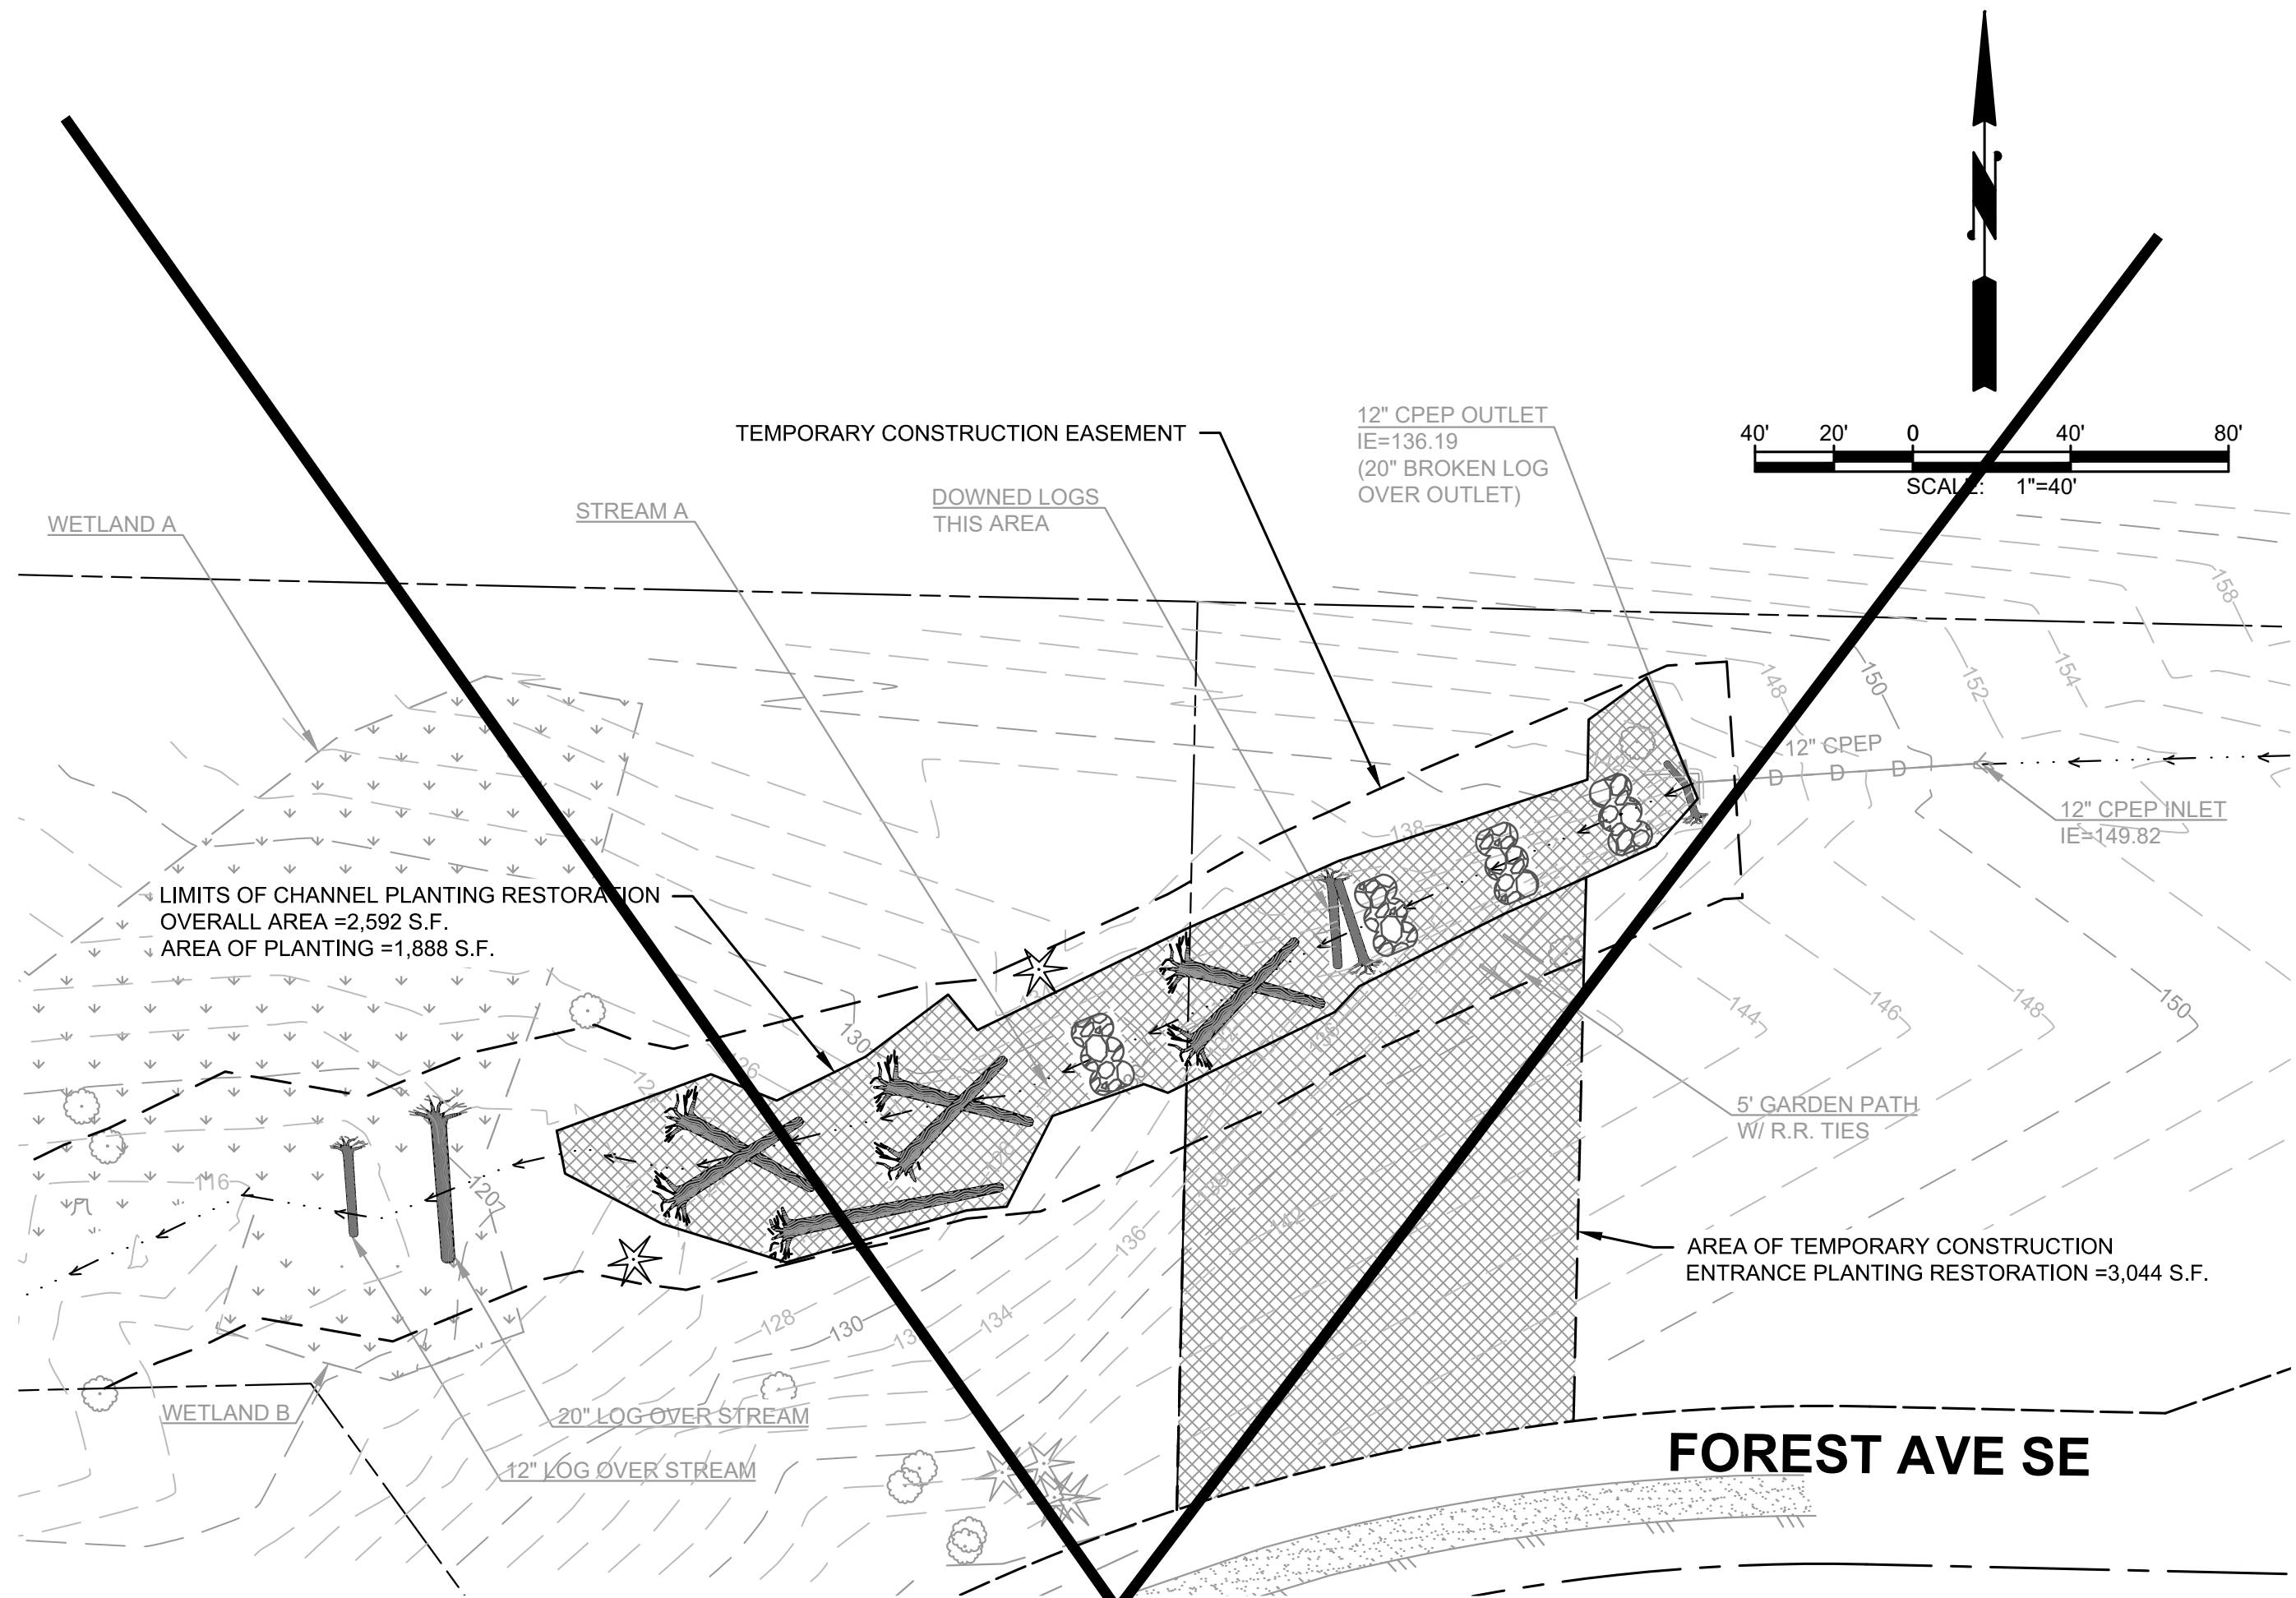 N
40' 20' 0 40' 80'
SCALE: 1"=40'
TEMPORARY CONSTRUCTION EASEMENT
12" CPEP OUTLET
IE=136.19
(20" BROKEN LOG
OVER OUTLET)
WETLAND A
STREAM A
DOWNED LOGS
THIS AREA
148
150
152
154
158
12" CPEP
D D D
12" CPEP INLET
IE=149.82
138
LIMITS OF CHANNEL PLANTING RESTORATION
OVERALL AREA =2,592 S.F.
AREA OF PLANTING =1,888 S.F.
130
126
144
146
148
150
5' GARDEN PATH
W/ R.R. TIES
116
120
136
142
AREA OF TEMPORARY CONSTRUCTION
ENTRANCE PLANTING RESTORATION =3,044 S.F.
128
130
134
WETLAND B
20" LOG OVER STREAM
12" LOG OVER STREAM
FOREST AVE SE